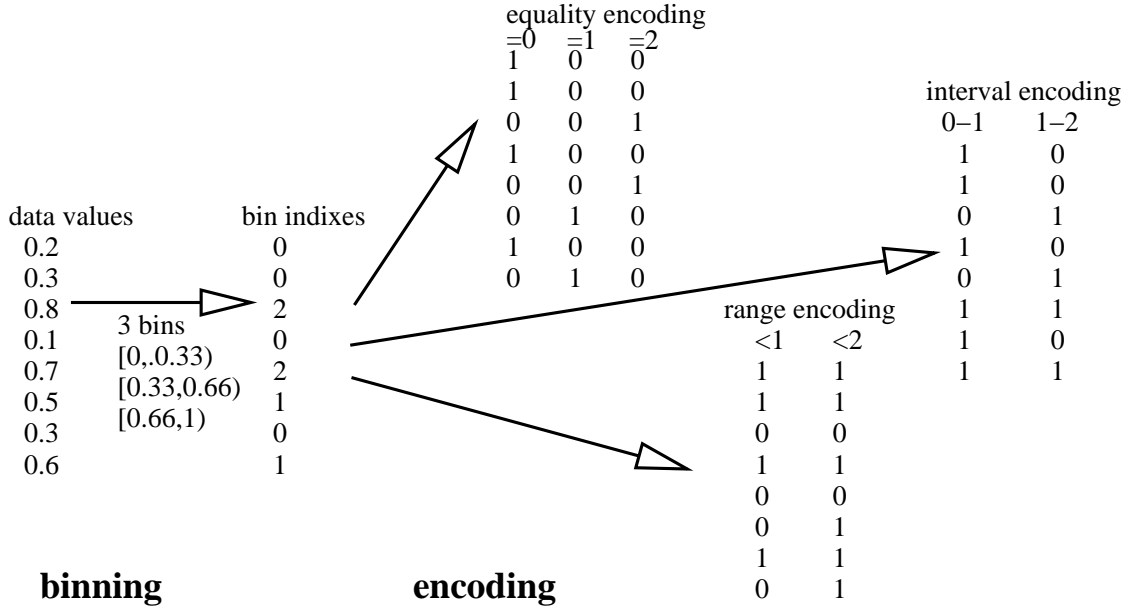 equality encoding
=0 =1 =2
1 0 0
1 0 0
0 0 1
1 0 0
0 0 1
0 1 0
1 0 0
0 1 0
interval encoding
0–1 1–2
1 0
1 0
0 1
1 0
0 1
1 1
1 0
1 1
data values
0.2
0.3
0.8
0.1
0.7
0.5
0.3
0.6
3 bins
[0,.0.33)
[0.33,0.66)
[0.66,1)
bin indixes
0
0
2
0
2
1
0
1
range encoding
<1 <2
1 1
1 1
0 0
1 1
0 0
0 1
1 1
0 1
binning
encoding